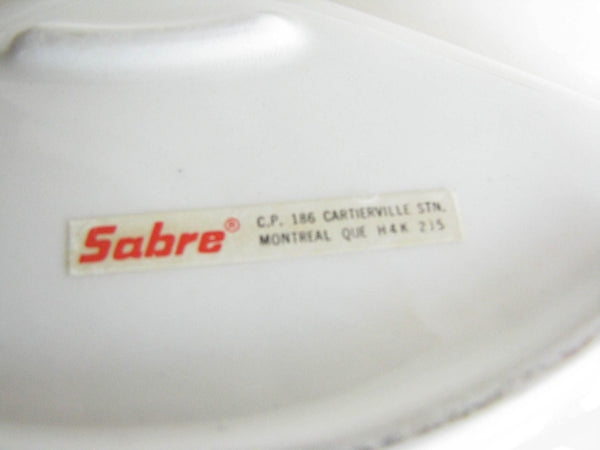 Sabre®
C.P. 186 CARTIERVILLE STN.
MONTREAL QUE H4K 2J5